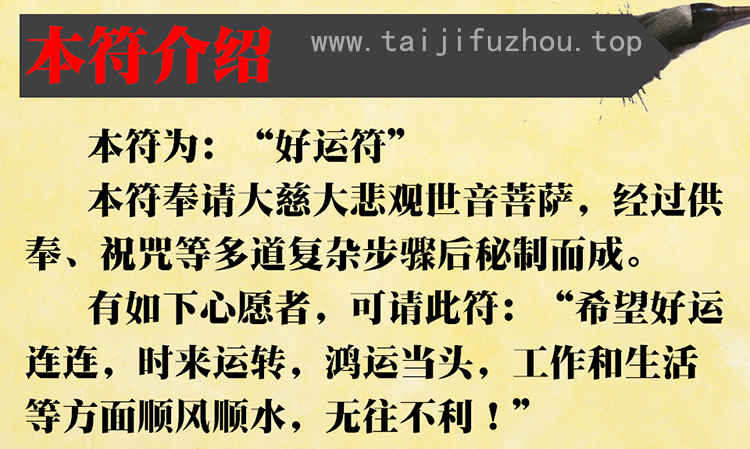 本符介绍
www.taijifuzhou.top
本符为：“好运符”
本符奉请大慈大悲观世音菩萨，经过供
奉、祝咒等多道复杂步骤后秘制而成。
有如下心愿者，可请此符：“希望好运
连连，时来运转，鸿运当头，工作和生活
等方面顺风顺水，无往不利！”